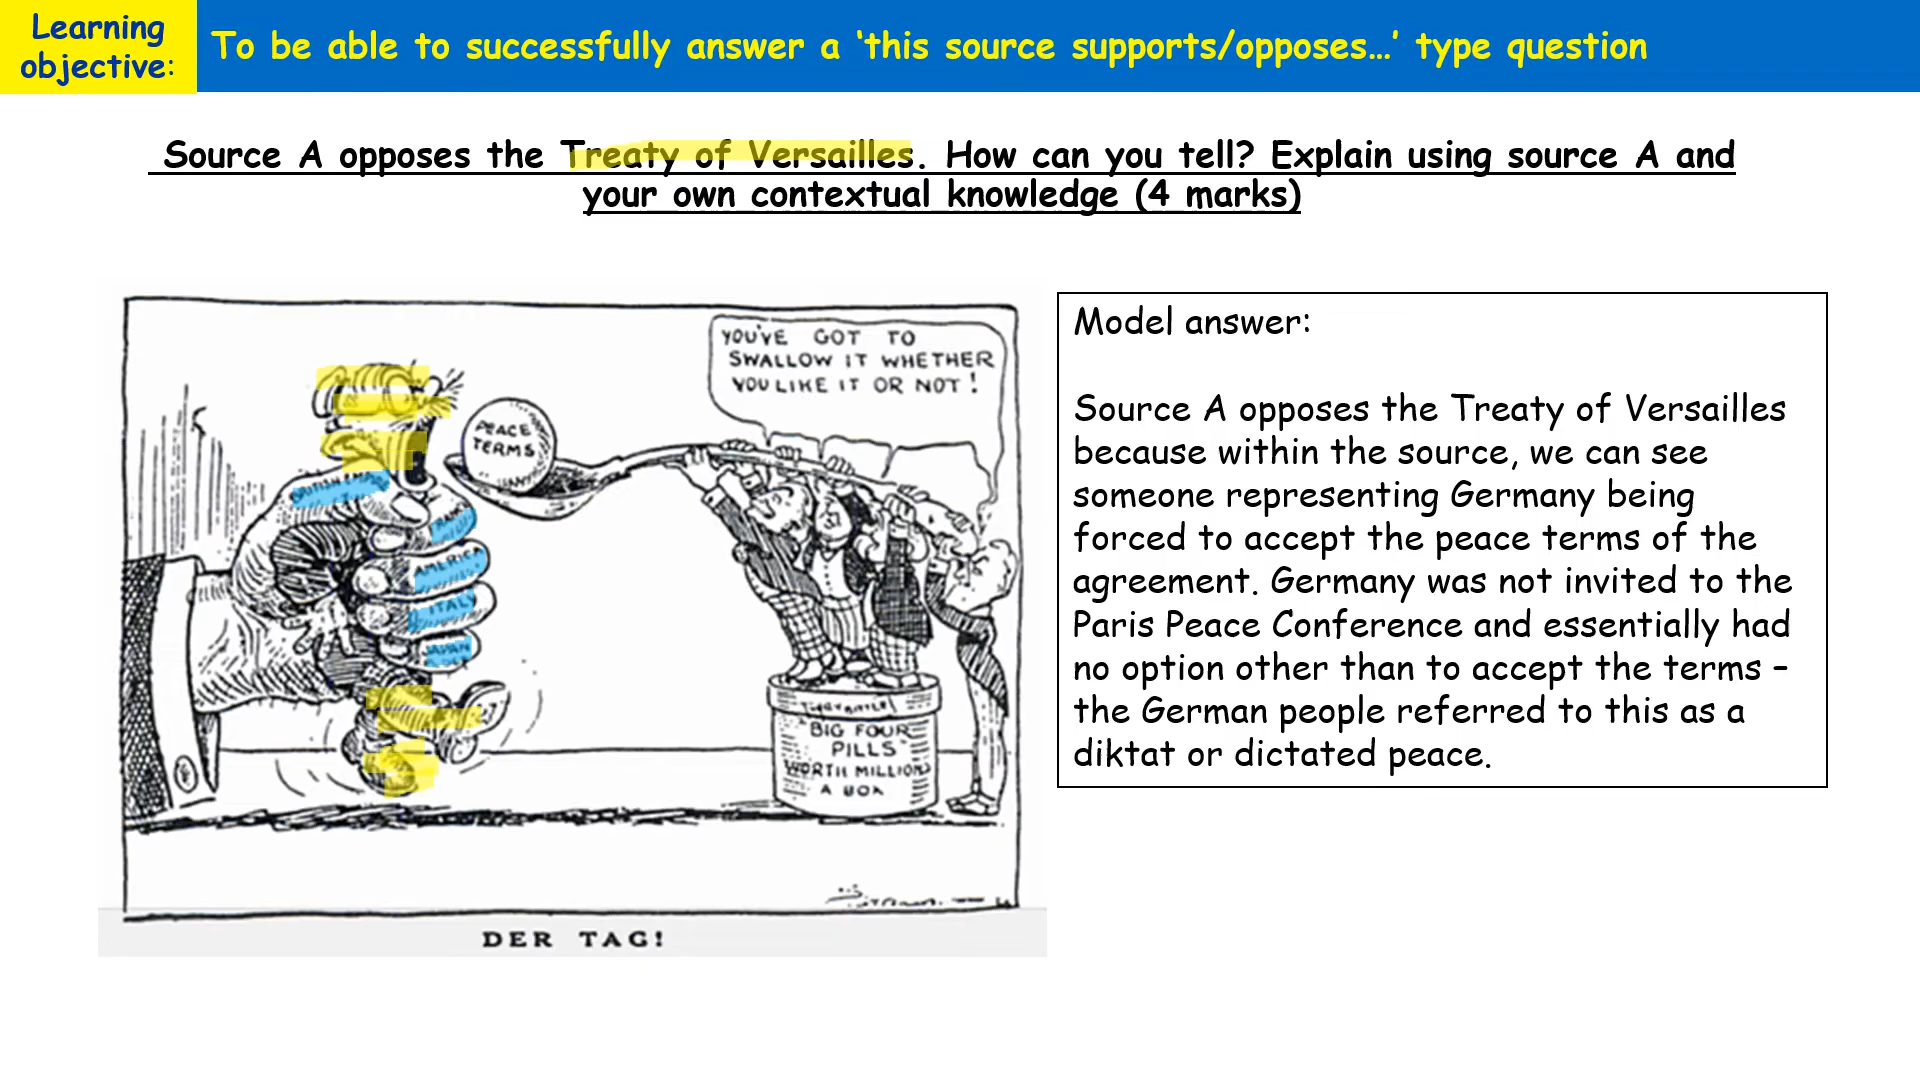 Learning
objective:
To be able to successfully answer a ‘this source supports/opposes…’ type question
Source A opposes the Treaty of Versailles. How can you tell? Explain using source A and
your own contextual knowledge (4 marks)
YOU'VE GOT TO
SWALLOW IT WHETHER
YOU LIKE IT OR NOT!
PEACE
TERMS
BRITISH EMPIRE
FRANCE
AMERICA
ITALY
JAPAN
"BIG FOUR
PILLS"
WORTH MILLIONS
A BOX
DER TAG!
Model answer:
Source A opposes the Treaty of Versailles
because within the source, we can see
someone representing Germany being
forced to accept the peace terms of the
agreement. Germany was not invited to the
Paris Peace Conference and essentially had
no option other than to accept the terms –
the German people referred to this as a
diktat or dictated peace.